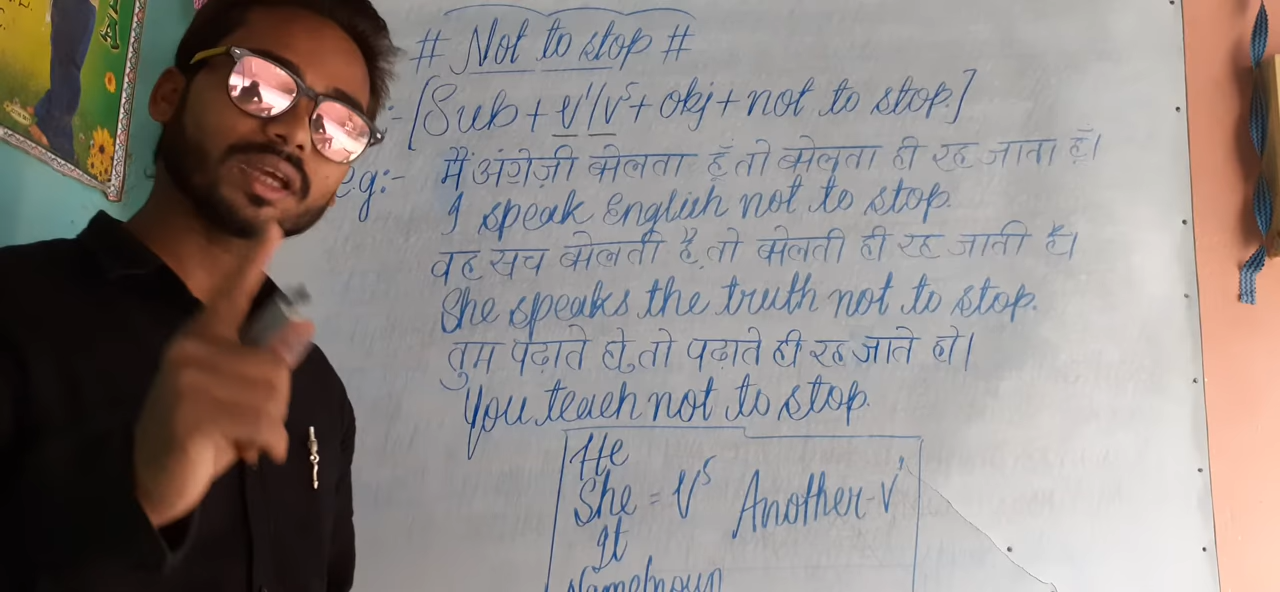 # Not to stop #
:-[Sub + V¹/V⁵ + obj + not to stop.]
e.g:- मैं अंग्रेज़ी बोलता हूँ तो बोलता ही रह जाता हूँ।
I speak English not to stop.
वह सच बोलती है, तो बोलती ही रह जाती है।
She speaks the truth not to stop.
तुम पढ़ाते हो, तो पढ़ाते ही रह जाते हो।
You teach not to stop.
He
She = V⁵ Another-V¹
It
Name/noun